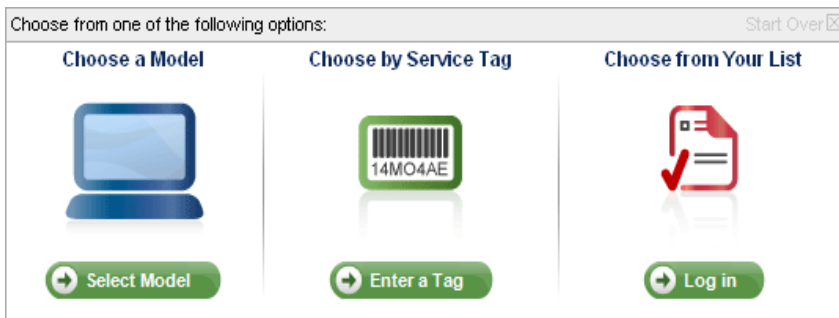 Choose from one of the following options:
Start Over
Choose a Model
Choose by Service Tag
Choose from Your List
14MO4AE
Select Model
Enter a Tag
Log in